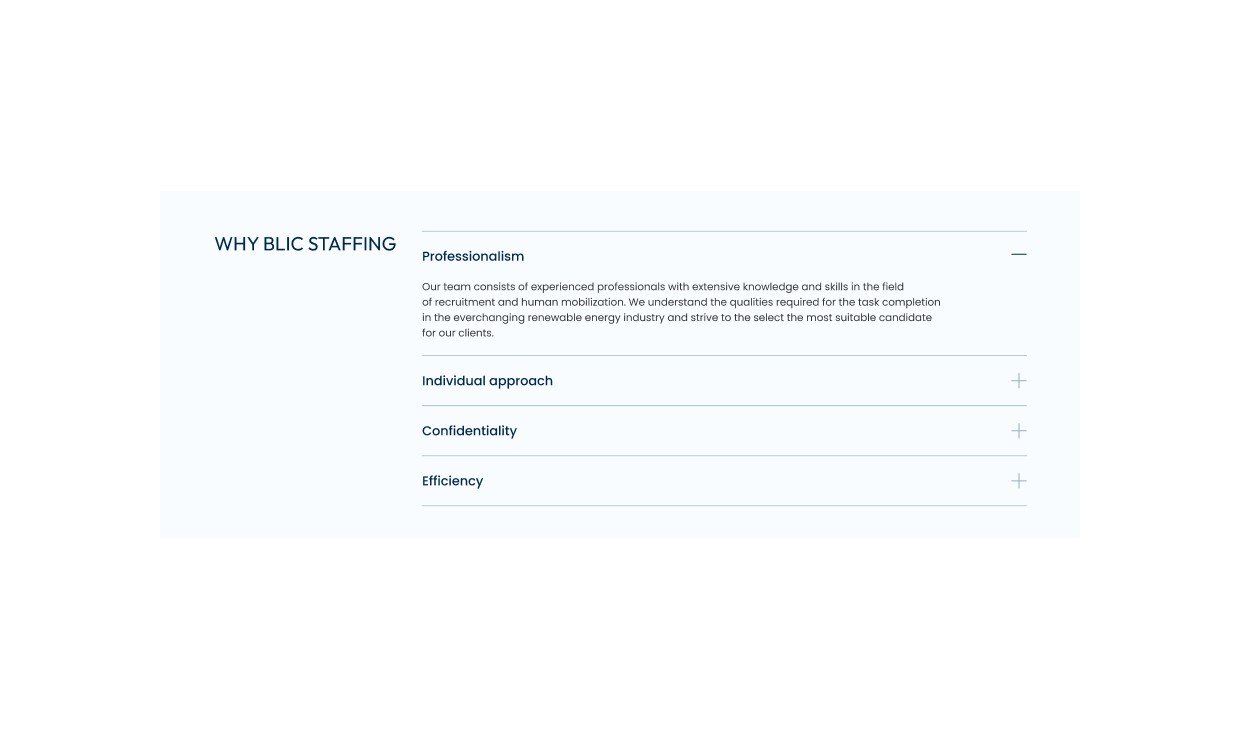 WHY BLIC STAFFING
Professionalism
Our team consists of experienced professionals with extensive knowledge and skills in the field
of recruitment and human mobilization. We understand the qualities required for the task completion
in the everchanging renewable energy industry and strive to the select the most suitable candidate
for our clients.
Individual approach
Confidentiality
Efficiency